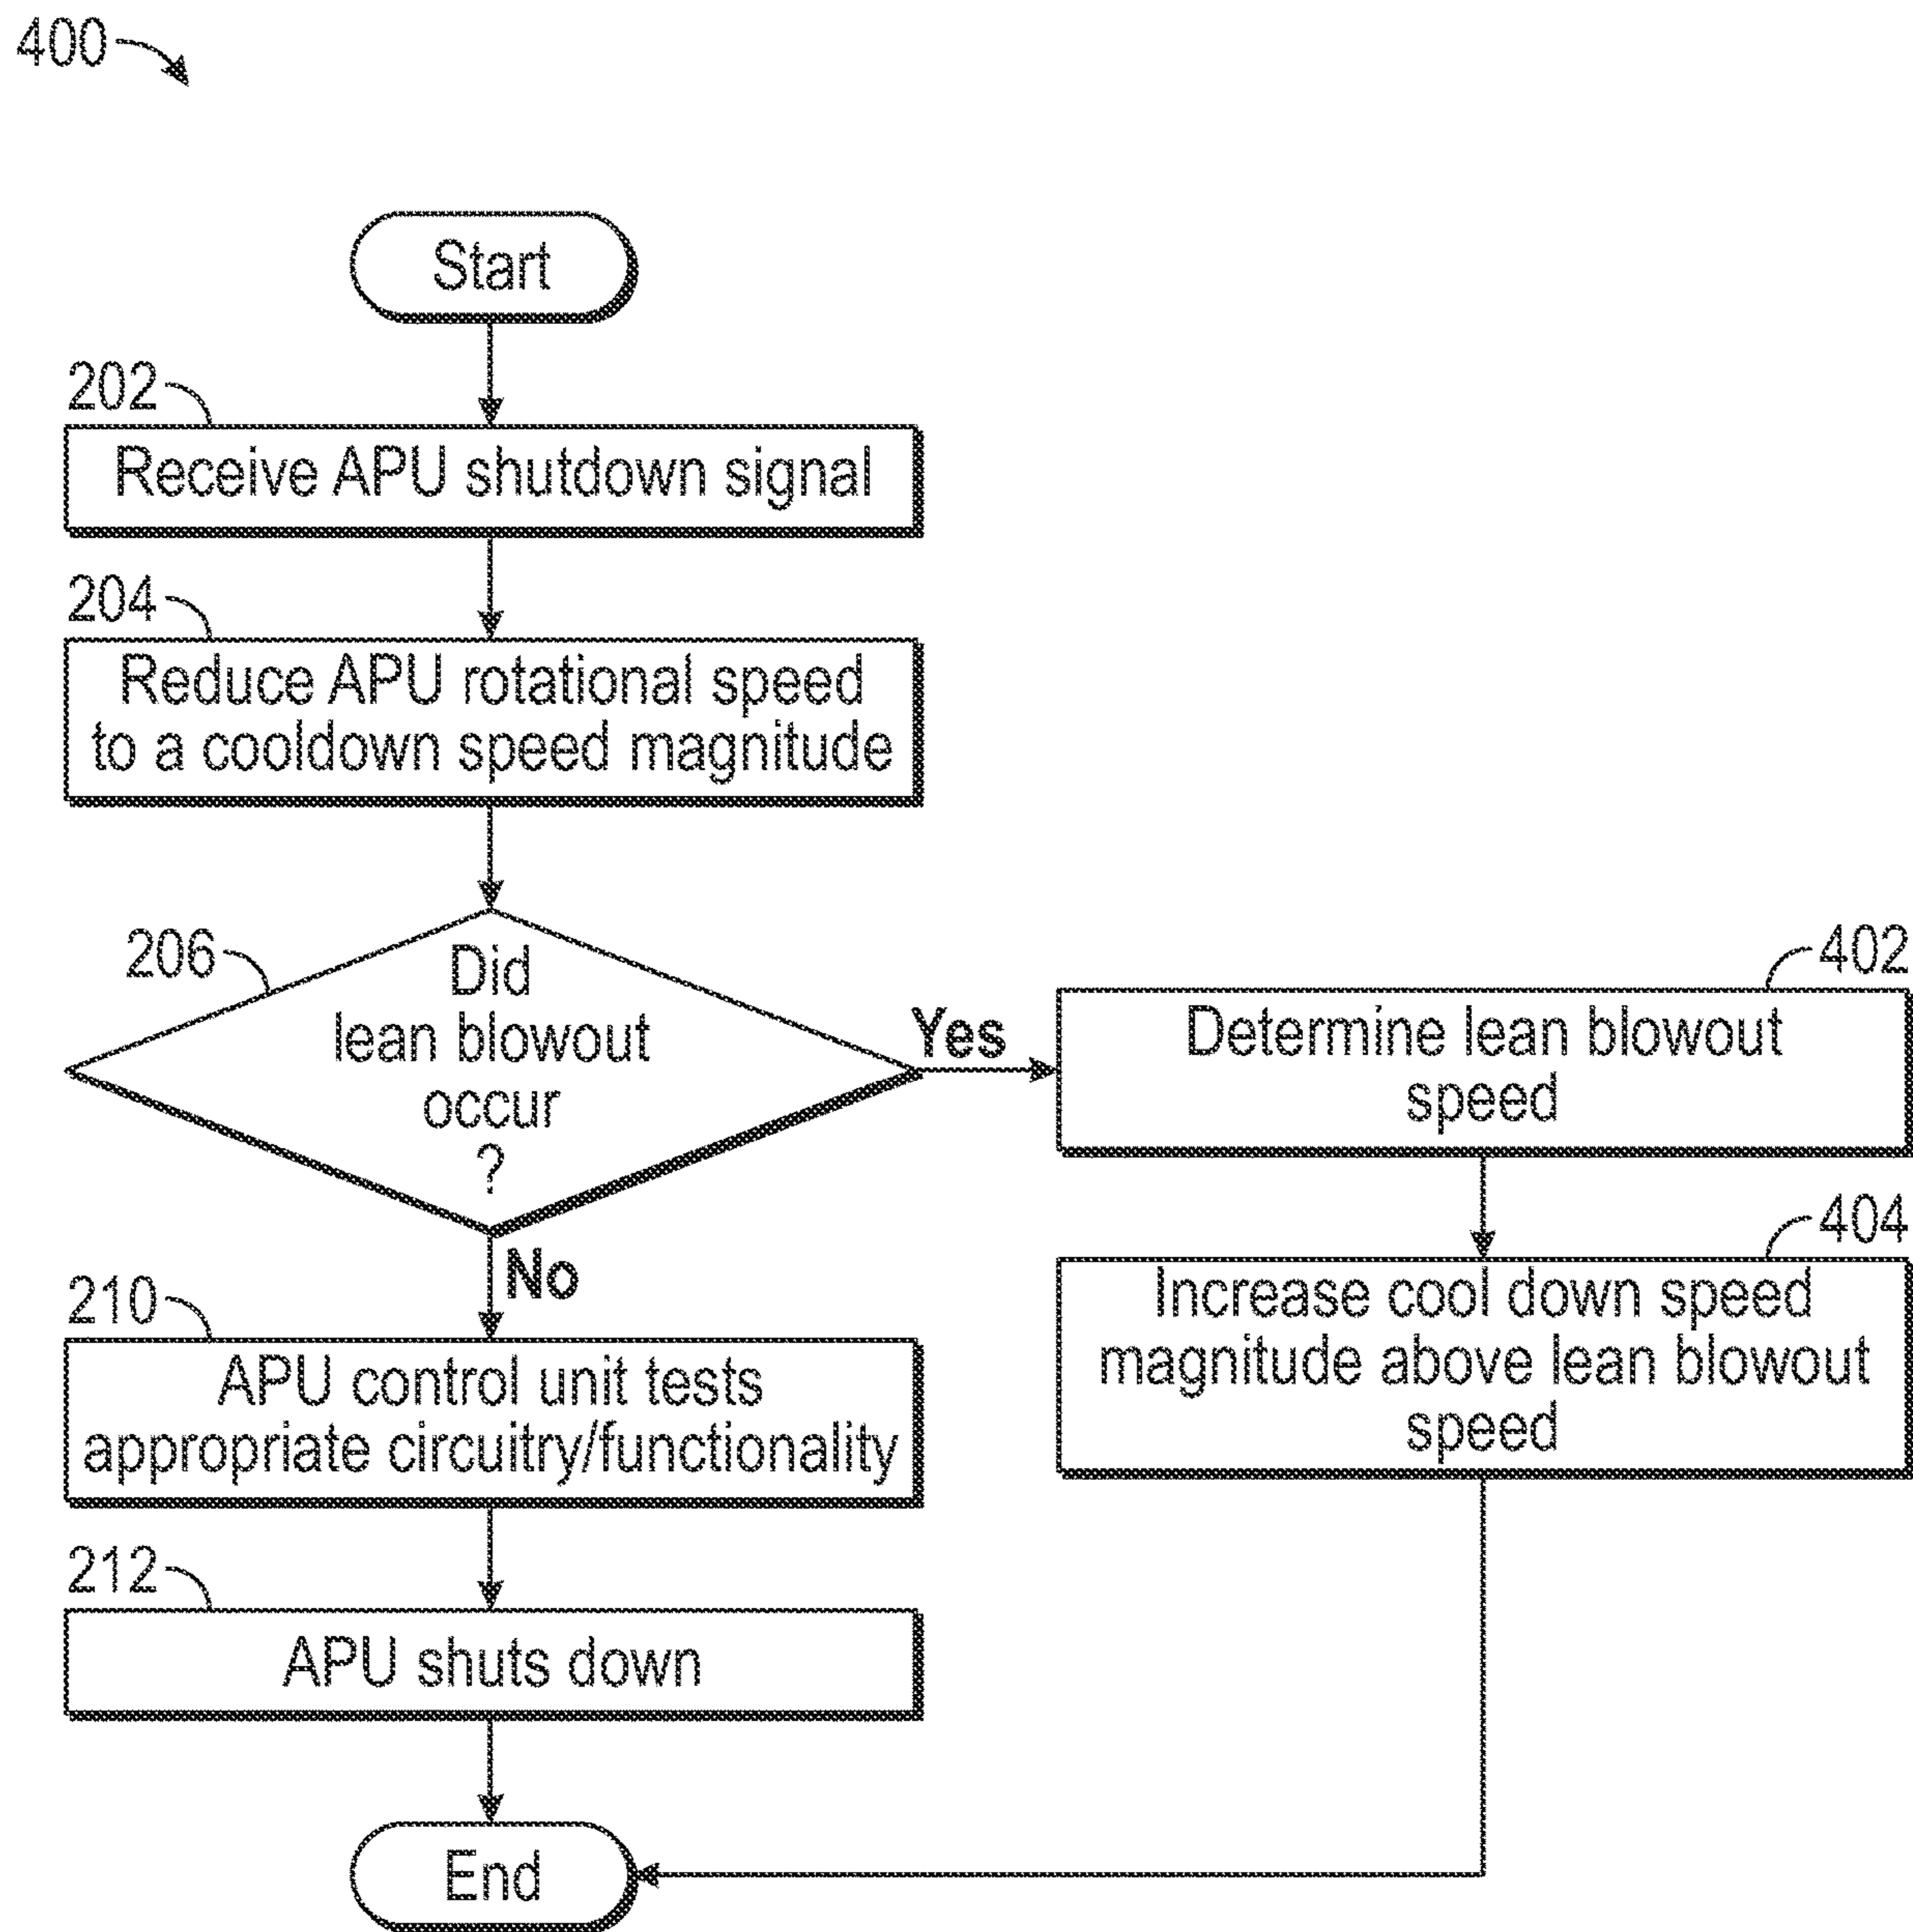 400
Start
202
Receive APU shutdown signal
204
Reduce APU rotational speed
to a cooldown speed magnitude
206
Did
lean blowout
occur
?
Yes
402
Determine lean blowout
speed
404
Increase cool down speed
magnitude above lean blowout
speed
No
210
APU control unit tests
appropriate circuitry/functionality
212
APU shuts down
End